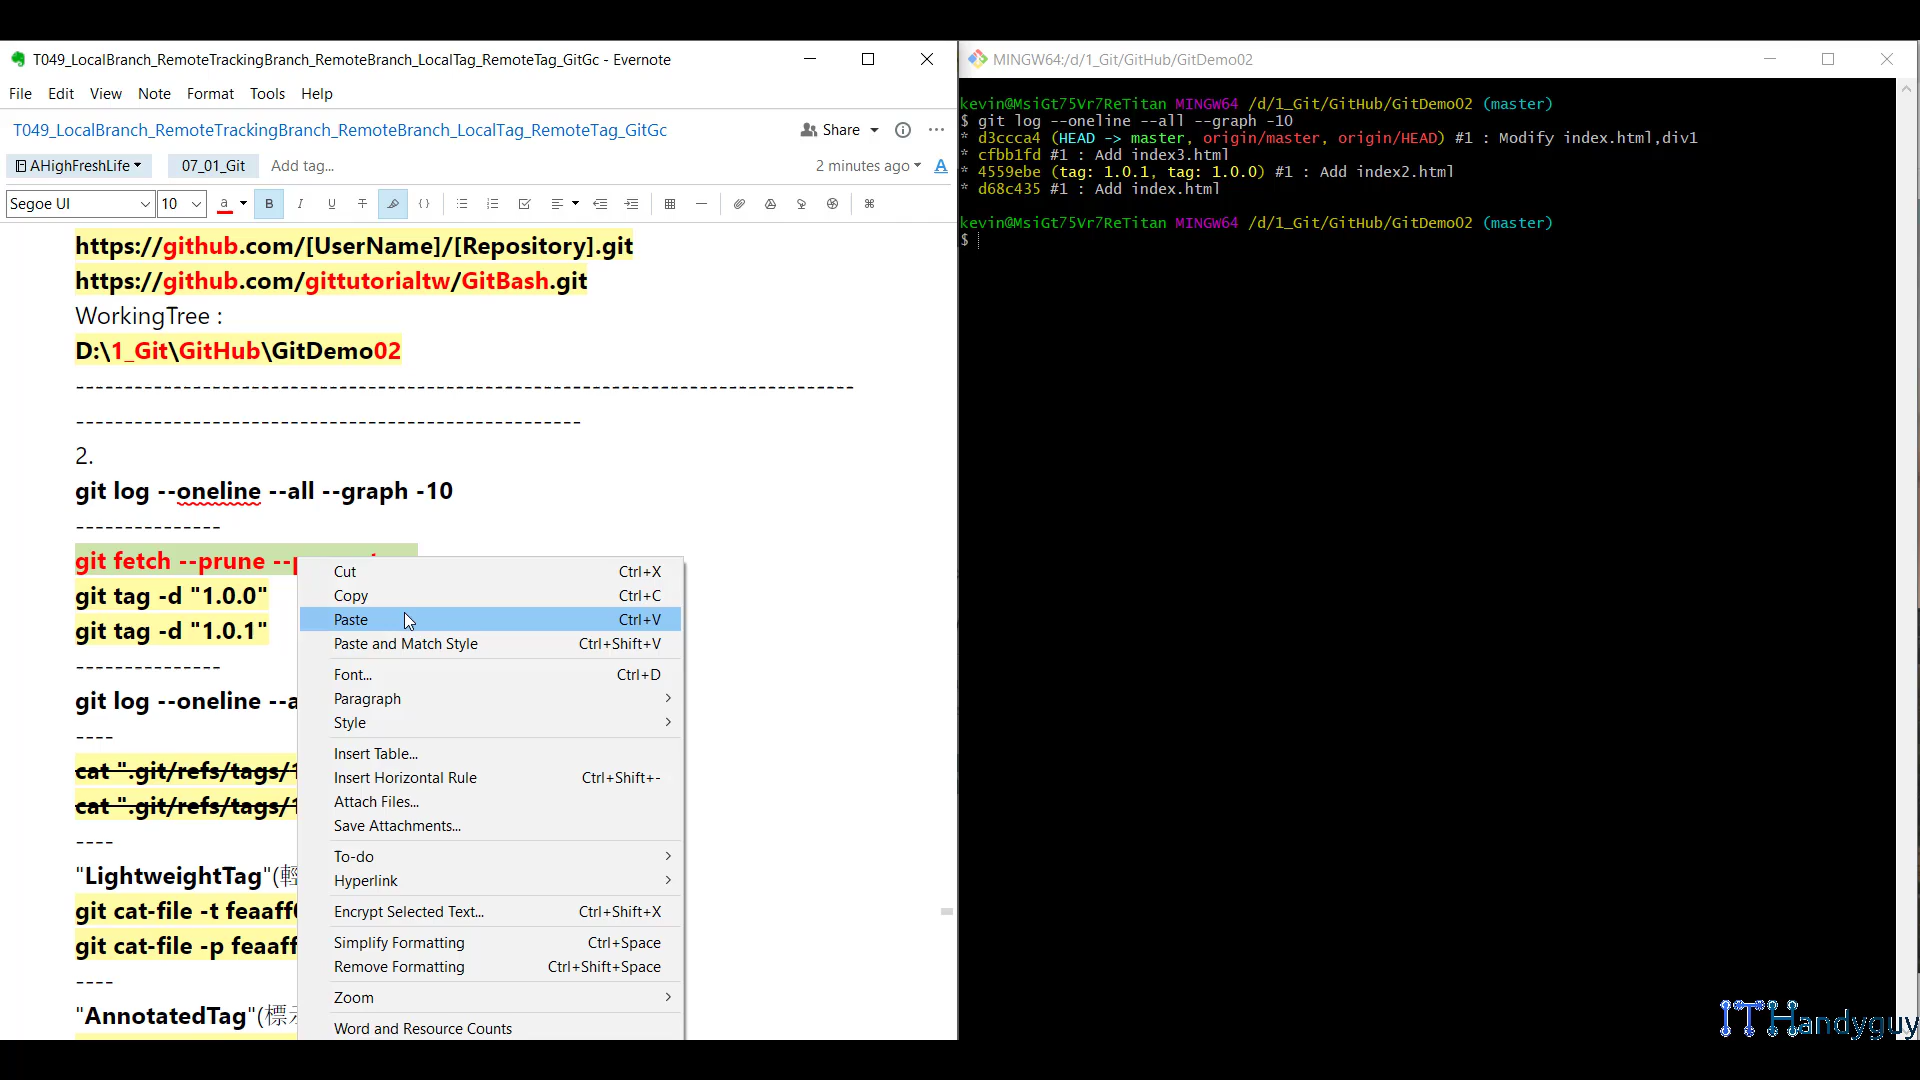 T049_LocalBranch_RemoteTrackingBranch_RemoteBranch_LocalTag_RemoteTag_GitGc - Evernote
File Edit View Note Format Tools Help
T049_LocalBranch_RemoteTrackingBranch_RemoteBranch_LocalTag_RemoteTag_GitGc
Share
AHighFreshLife
07_01_Git
Add tag...
2 minutes ago
Segoe UI
10
https://github.com/[UserName]/[Repository].git
https://github.com/gittutorialtw/GitBash.git
WorkingTree :
D:\1_Git\GitHub\GitDemo02
--------------------------------------------------------------------------------
----------------------------------------------------
2.
git log --oneline --all --graph -10
---------------
git fetch --prune --p
git tag -d "1.0.0"
git tag -d "1.0.1"
---------------
git log --oneline --a
----
cat ".git/refs/tags/1
cat ".git/refs/tags/1
----
"LightweightTag"(輕
git cat-file -t feaaff
git cat-file -p feaaff
----
"AnnotatedTag"(標
Cut Ctrl+X
Copy Ctrl+C
Paste Ctrl+V
Paste and Match Style Ctrl+Shift+V
Font... Ctrl+D
Paragraph
Style
Insert Table...
Insert Horizontal Rule Ctrl+Shift+-
Attach Files...
Save Attachments...
To-do
Hyperlink
Encrypt Selected Text... Ctrl+Shift+X
Simplify Formatting Ctrl+Space
Remove Formatting Ctrl+Shift+Space
Zoom
Word and Resource Counts
MINGW64:/d/1_Git/GitHub/GitDemo02
kevin@MsiGt75Vr7ReTitan MINGW64 /d/1_Git/GitHub/GitDemo02 (master)
$ git log --oneline --all --graph -10
* d3ccca4 (HEAD -> master, origin/master, origin/HEAD) #1 : Modify index.html,div1
* cfbb1fd #1 : Add index3.html
* 4559ebe (tag: 1.0.1, tag: 1.0.0) #1 : Add index2.html
* d68c435 #1 : Add index.html
kevin@MsiGt75Vr7ReTitan MINGW64 /d/1_Git/GitHub/GitDemo02 (master)
$
ITHandyguy